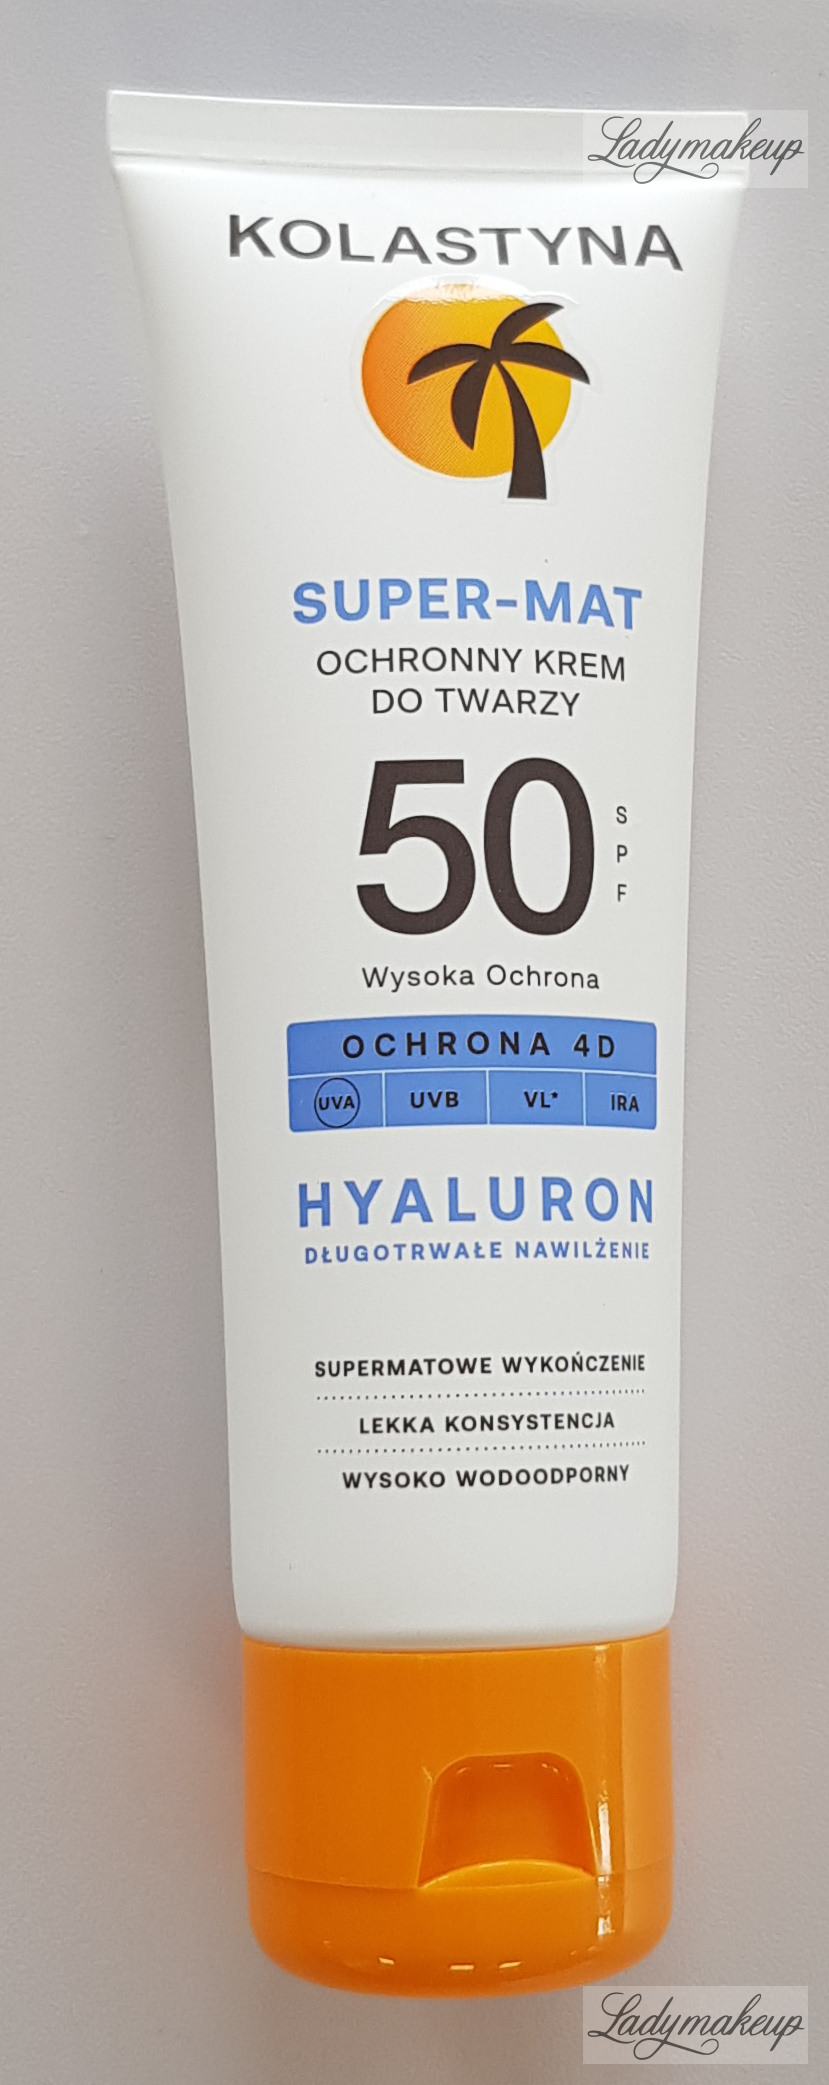 Ladymakeup
KOLASTYNA
SUPER-MAT
OCHRONNY KREM
DO TWARZY
50 SPF
Wysoka Ochrona
OCHRONA 4D
UVA UVB VL* IRA
HYALURON
DŁUGOTRWAŁE NAWILŻENIE
SUPERMATOWE WYKOŃCZENIE
LEKKA KONSYSTENCJA
WYSOKO WODOODPORNY
Ladymakeup